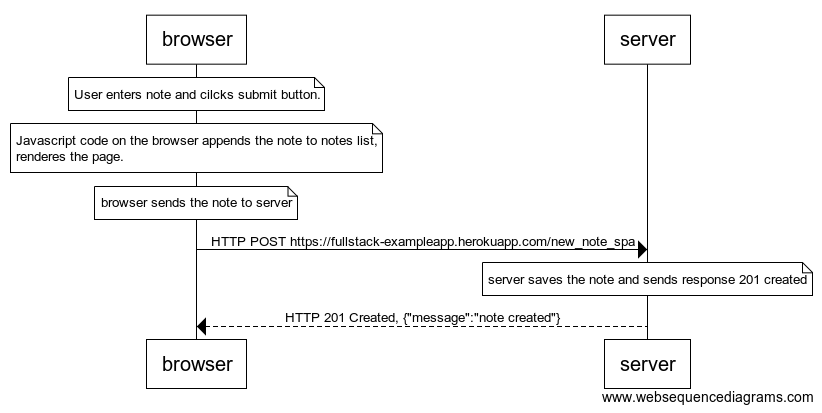 browser
server
User enters note and cilcks submit button.
Javascript code on the browser appends the note to notes list,
renderes the page.
browser sends the note to server
HTTP POST https://fullstack-exampleapp.herokuapp.com/new_note_spa
server saves the note and sends response 201 created
HTTP 201 Created, {"message":"note created"}
browser
server
www.websequencediagrams.com